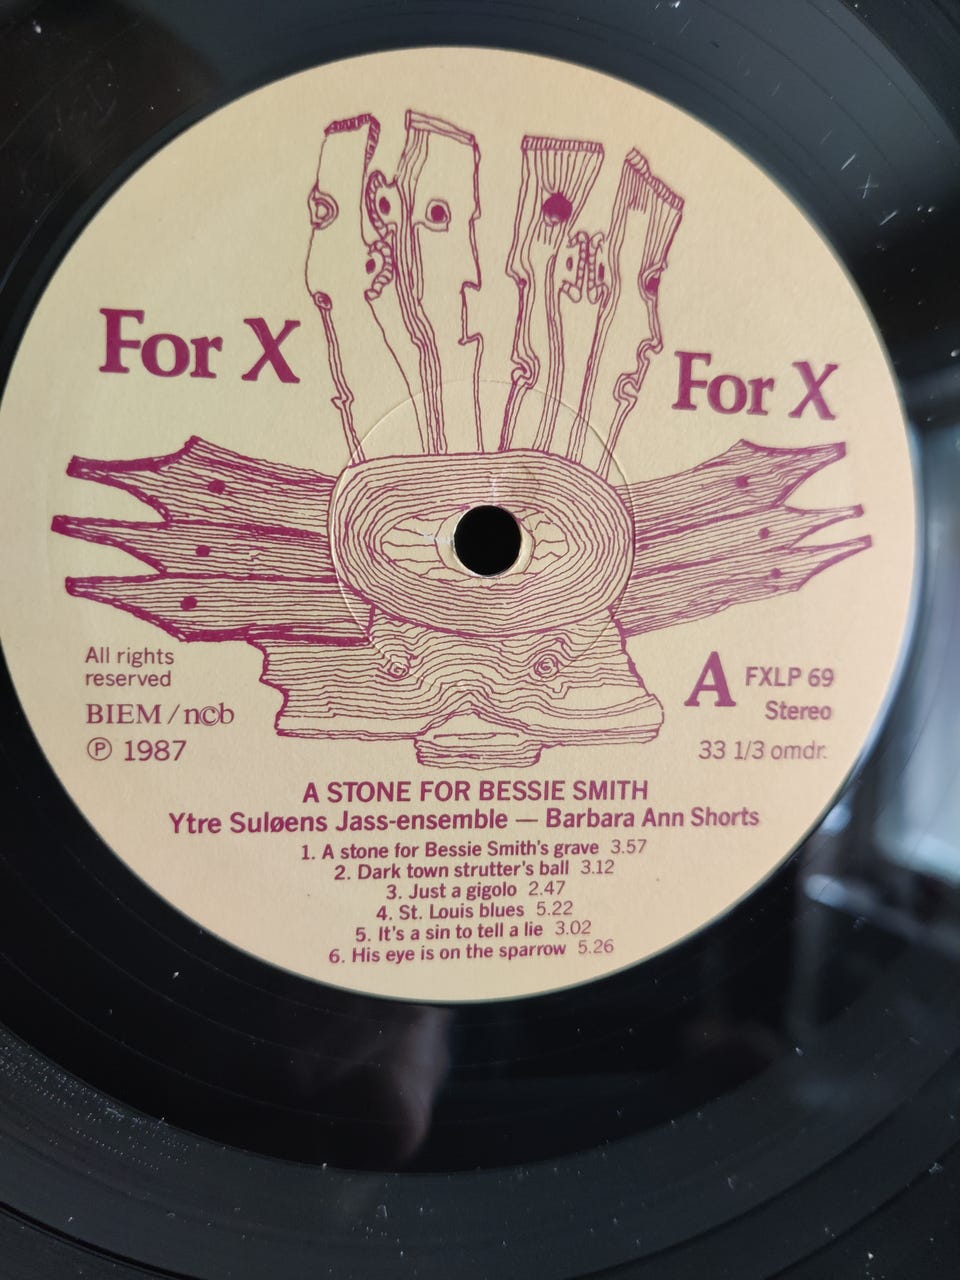 For X
For X
All rights
reserved
BIEM / n©b
℗ 1987
A FXLP 69
Stereo
33 1/3 omdr.
A STONE FOR BESSIE SMITH
Ytre Suløens Jass-ensemble — Barbara Ann Shorts
1. A stone for Bessie Smith's grave 3.57
2. Dark town strutter's ball 3.12
3. Just a gigolo 2.47
4. St. Louis blues 5.22
5. It's a sin to tell a lie 3.02
6. His eye is on the sparrow 5.26